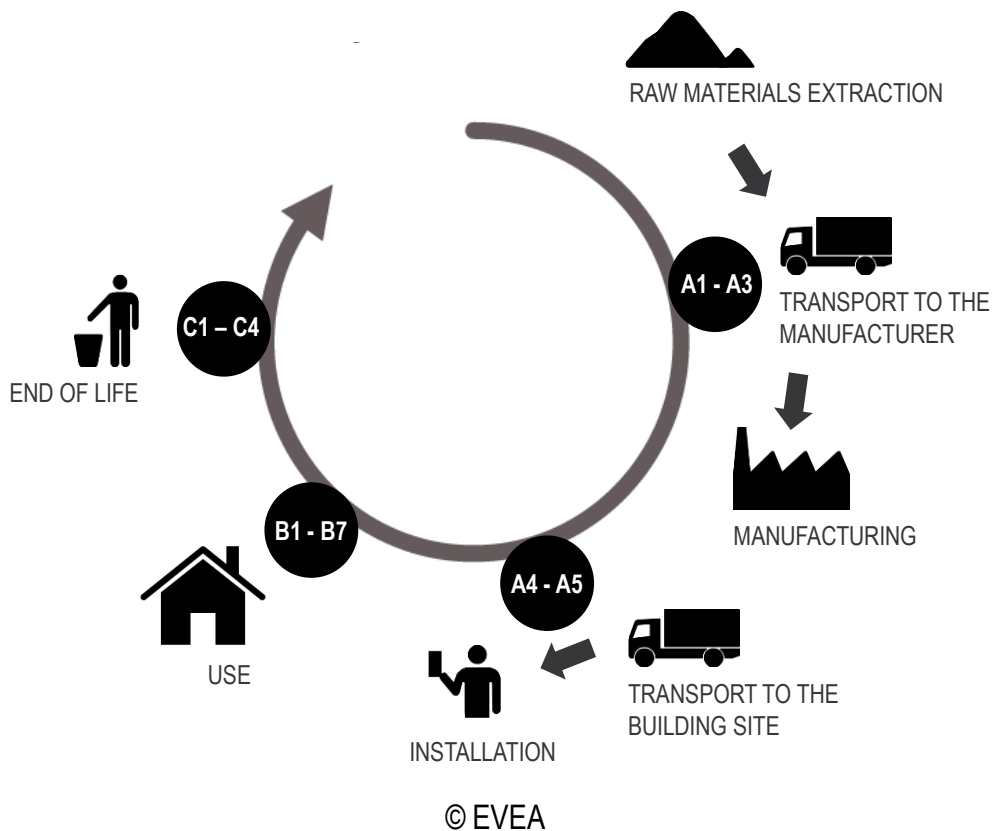 RAW MATERIALS EXTRACTION
A1 - A3
TRANSPORT TO THE
MANUFACTURER
C1 – C4
END OF LIFE
MANUFACTURING
B1 - B7
A4 - A5
USE
TRANSPORT TO THE
BUILDING SITE
INSTALLATION
© EVEA